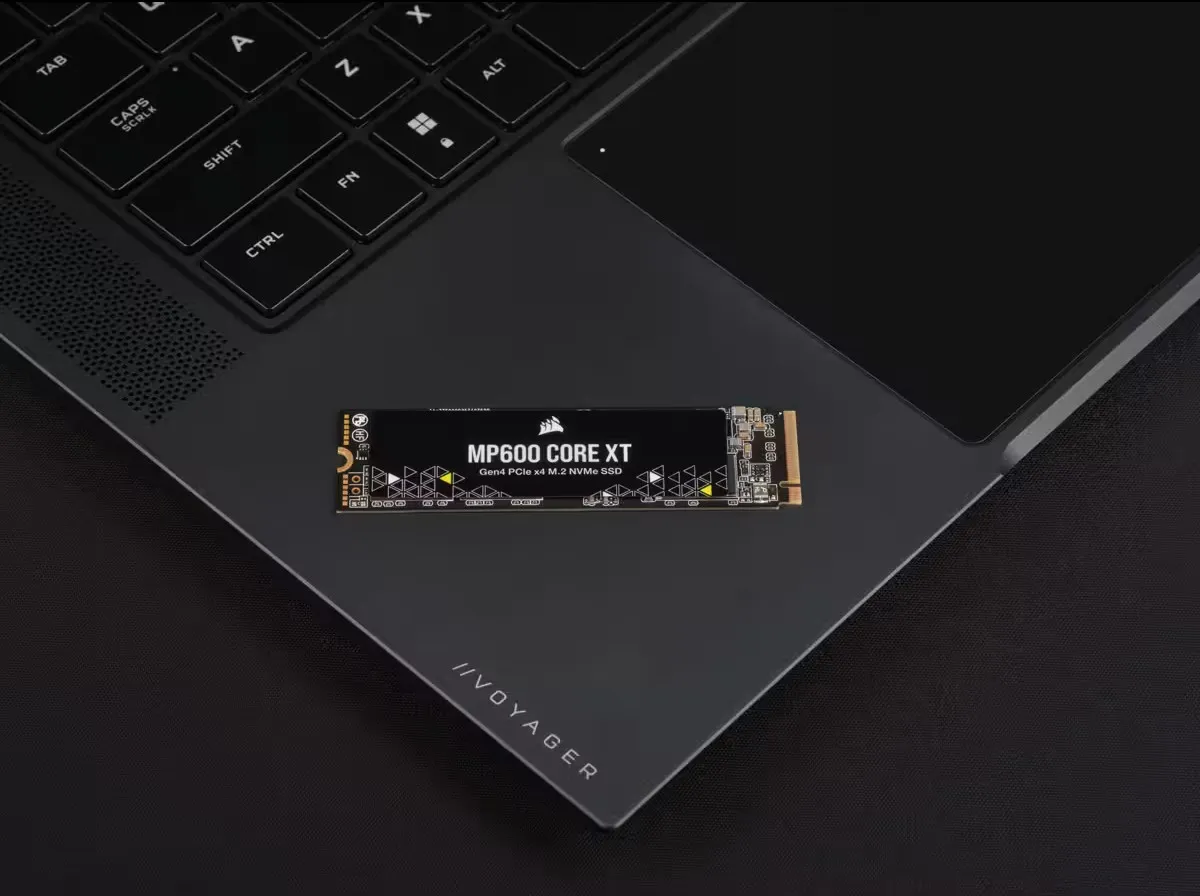 TAB
A
X
CAPS
SCRLK
Z
ALT
SHIFT
FN
CTRL
MP600 CORE XT
Gen4 PCIe x4 M.2 NVMe SSD
//VOYAGER